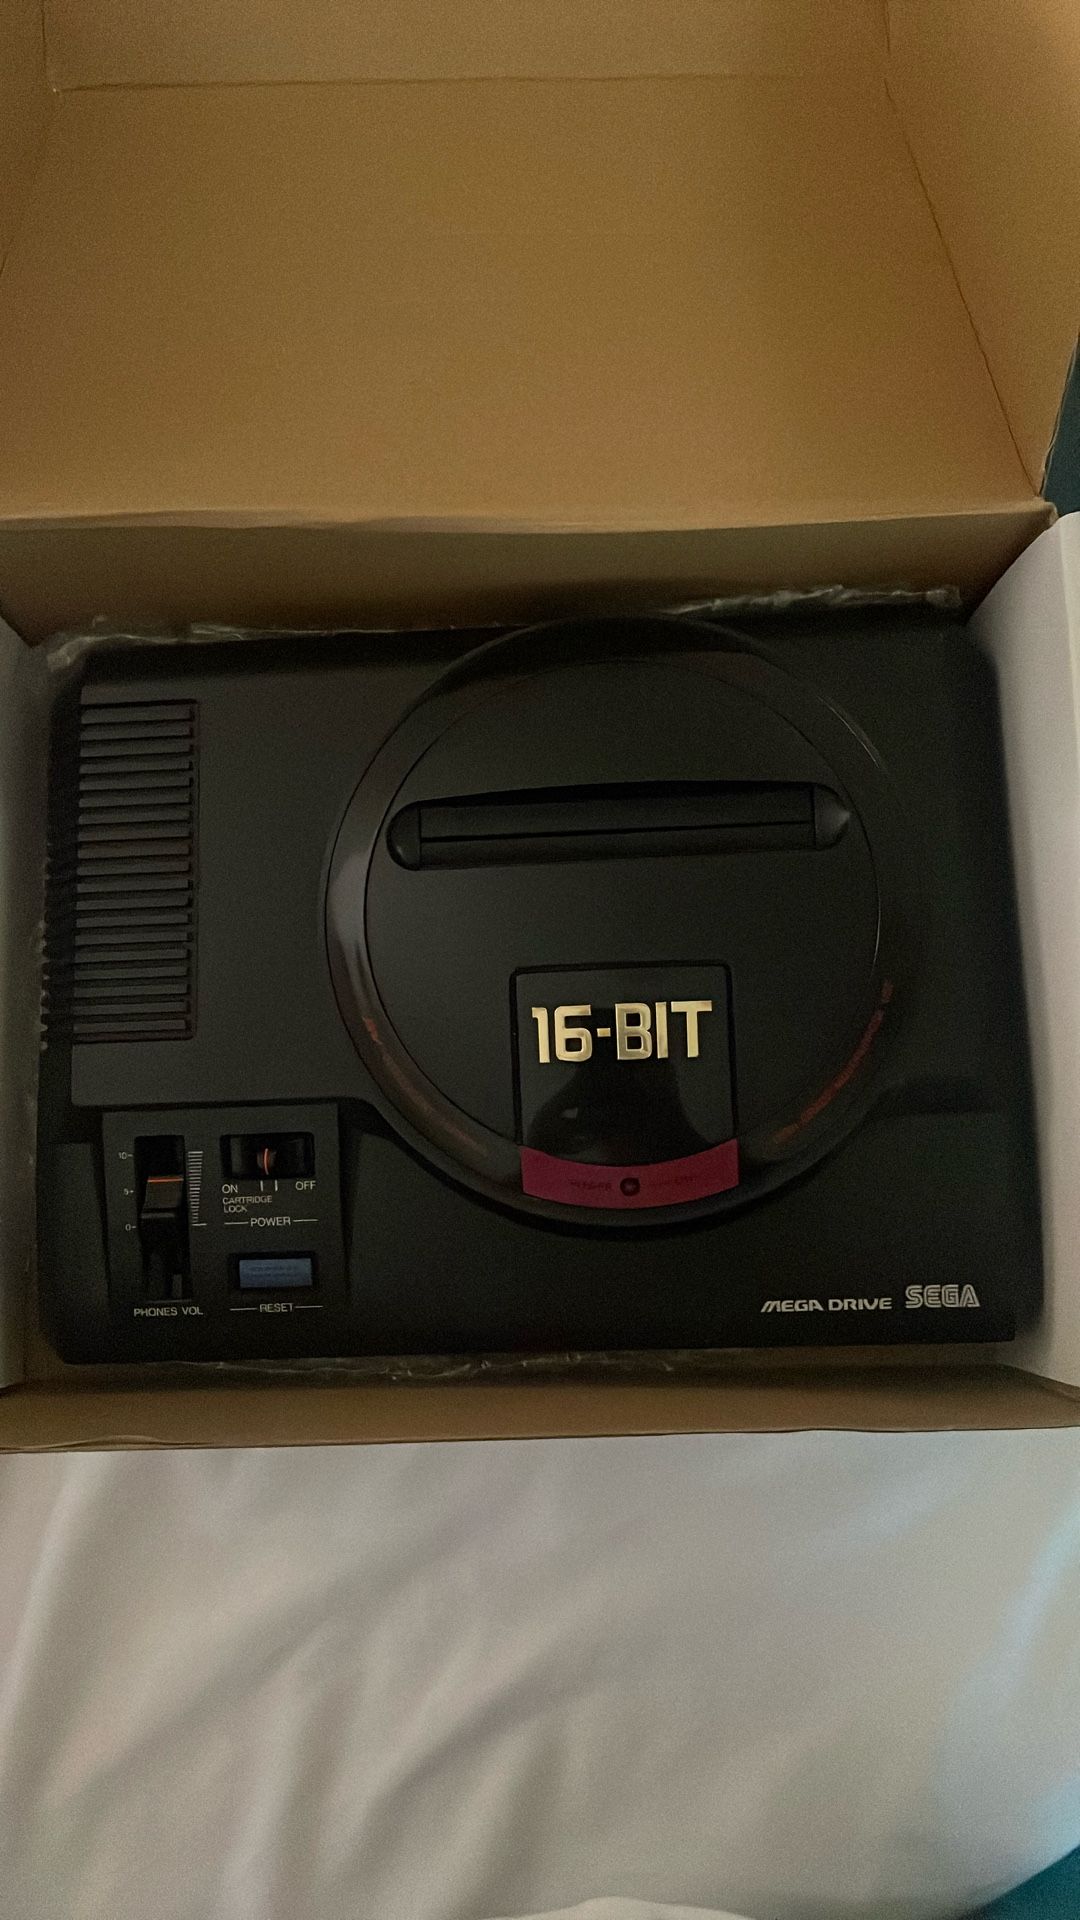 16-BIT
10
5
0
ON
OFF
CARTRIDGE
LOCK
POWER
PHONES VOL
RESET
MEGA DRIVE SEGA